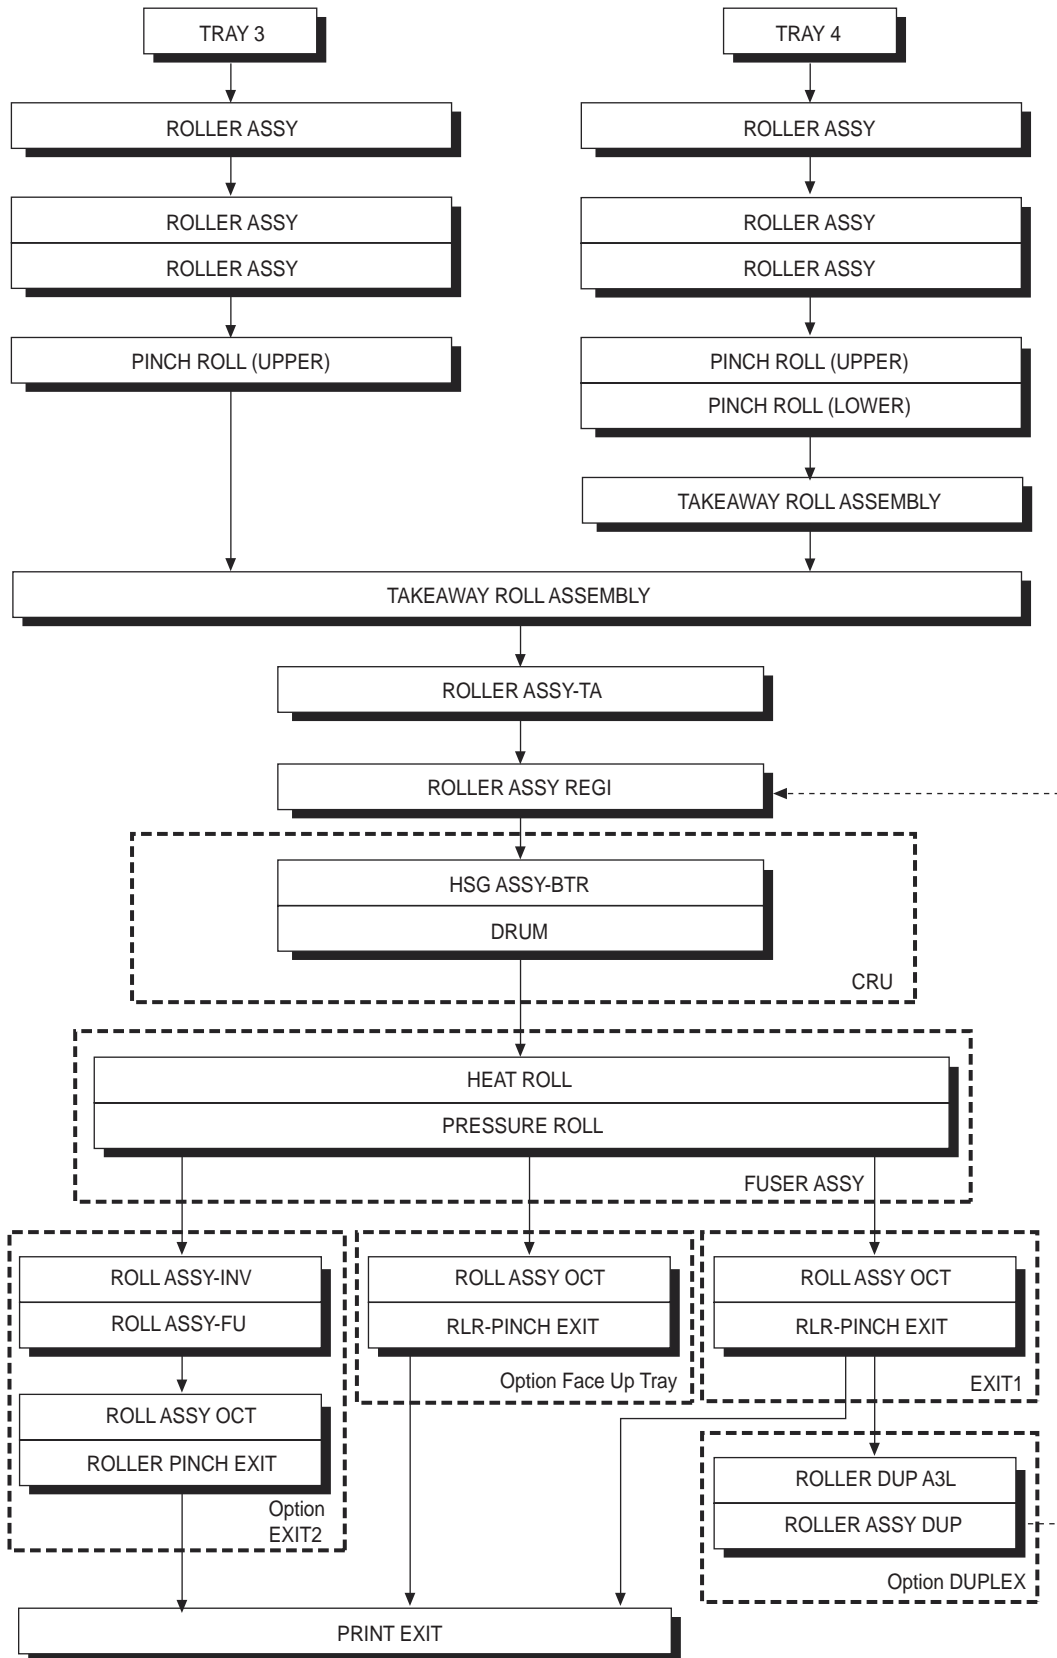 TRAY 3
TRAY 4
ROLLER ASSY
ROLLER ASSY
ROLLER ASSY
ROLLER ASSY
ROLLER ASSY
ROLLER ASSY
PINCH ROLL (UPPER)
PINCH ROLL (UPPER)
PINCH ROLL (LOWER)
TAKEAWAY ROLL ASSEMBLY
TAKEAWAY ROLL ASSEMBLY
ROLLER ASSY-TA
ROLLER ASSY REGI
HSG ASSY-BTR
DRUM
CRU
HEAT ROLL
PRESSURE ROLL
FUSER ASSY
ROLL ASSY-INV
ROLL ASSY-FU
ROLL ASSY OCT
ROLLER PINCH EXIT
Option
EXIT2
ROLL ASSY OCT
RLR-PINCH EXIT
Option Face Up Tray
ROLL ASSY OCT
RLR-PINCH EXIT
EXIT1
ROLLER DUP A3L
ROLLER ASSY DUP
Option DUPLEX
PRINT EXIT